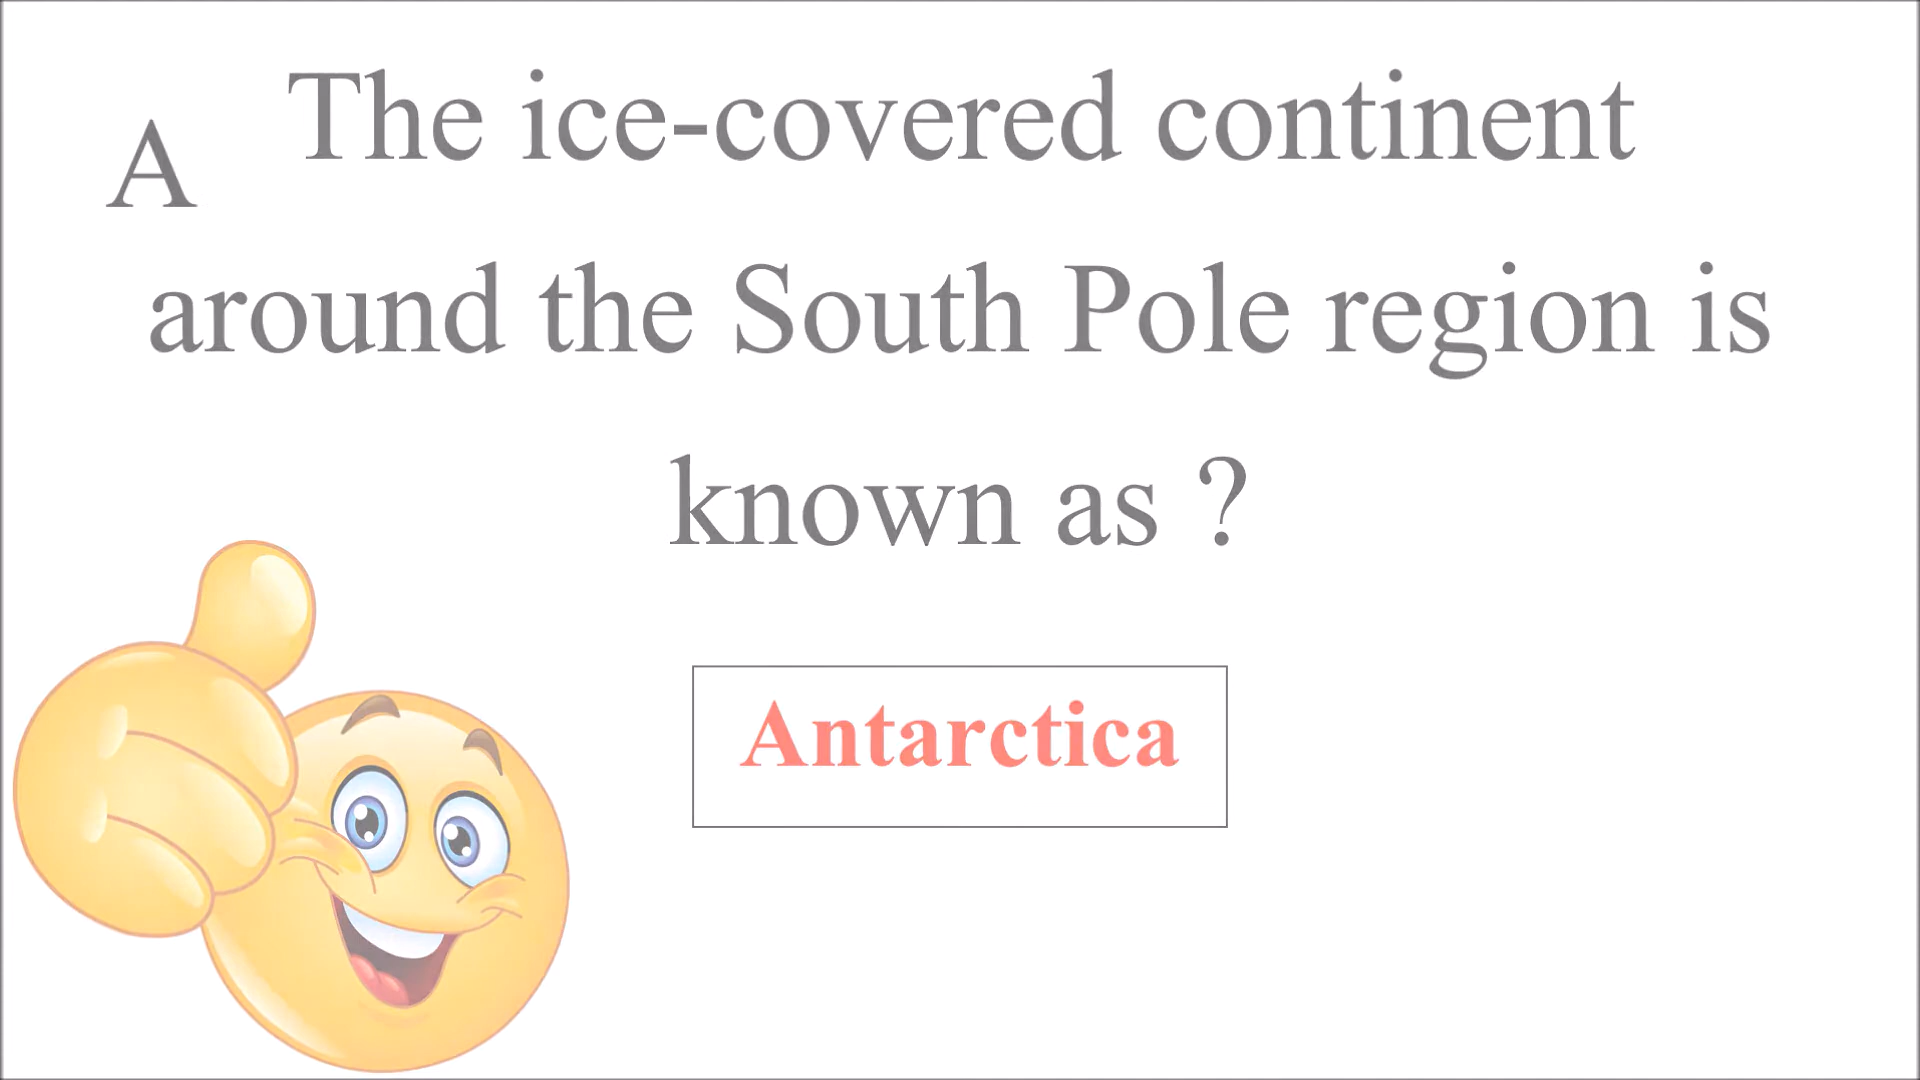 A
The ice-covered continent
around the South Pole region is
known as ?
Antarctica